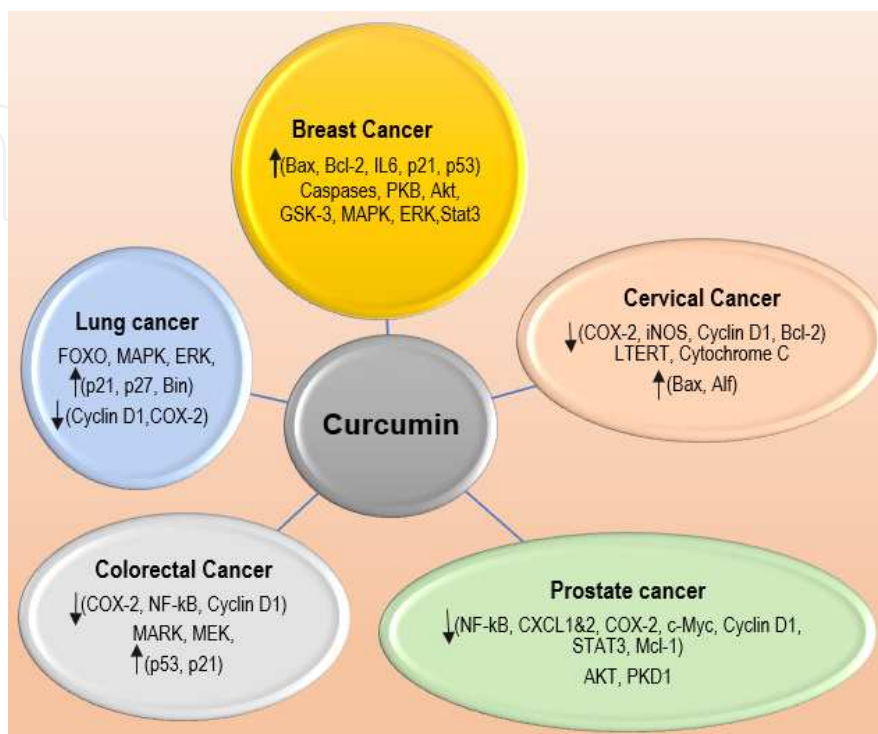 Breast Cancer
↑(Bax, Bcl-2, IL6, p21, p53)
Caspases, PKB, Akt,
GSK-3, MAPK, ERK,Stat3
Lung cancer
FOXO, MAPK, ERK,
↑(p21, p27, Bin)
↓(Cyclin D1,COX-2)
Cervical Cancer
↓(COX-2, iNOS, Cyclin D1, Bcl-2)
LTERT, Cytochrome C
↑(Bax, Alf)
Curcumin
Colorectal Cancer
↓(COX-2, NF-kB, Cyclin D1)
MARK, MEK,
↑(p53, p21)
Prostate cancer
↓(NF-kB, CXCL1&2, COX-2, c-Myc, Cyclin D1,
STAT3, Mcl-1)
AKT, PKD1